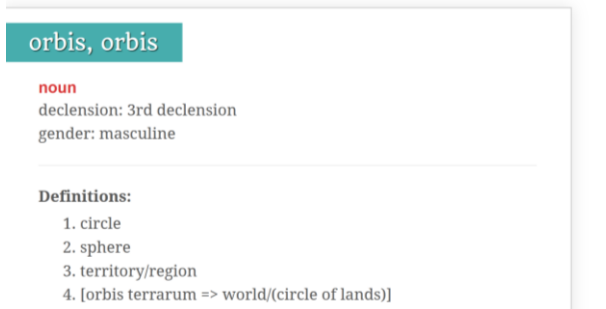 orbis, orbis
noun
declension: 3rd declension
gender: masculine
Definitions:
1. circle
2. sphere
3. territory/region
4. [orbis terrarum => world/(circle of lands)]